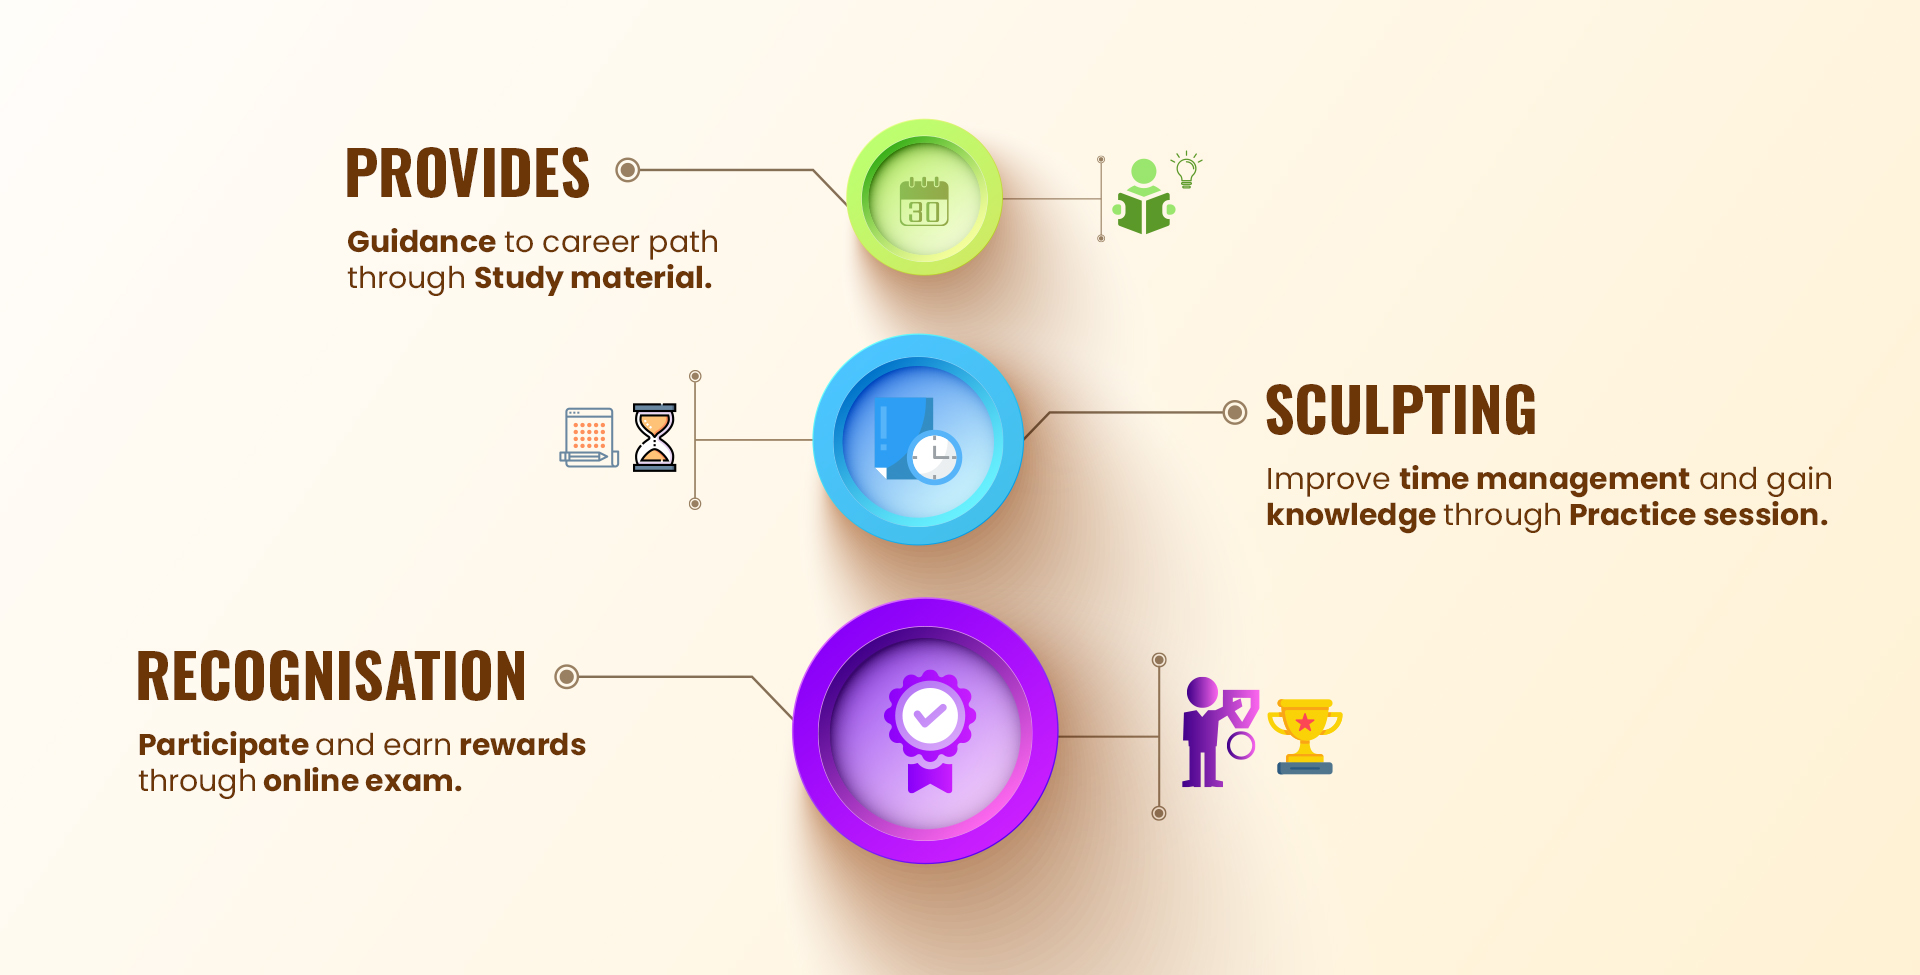 PROVIDES
Guidance to career path
through Study material.
30
SCULPTING
Improve time management and gain
knowledge through Practice session.
RECOGNISATION
Participate and earn rewards
through online exam.